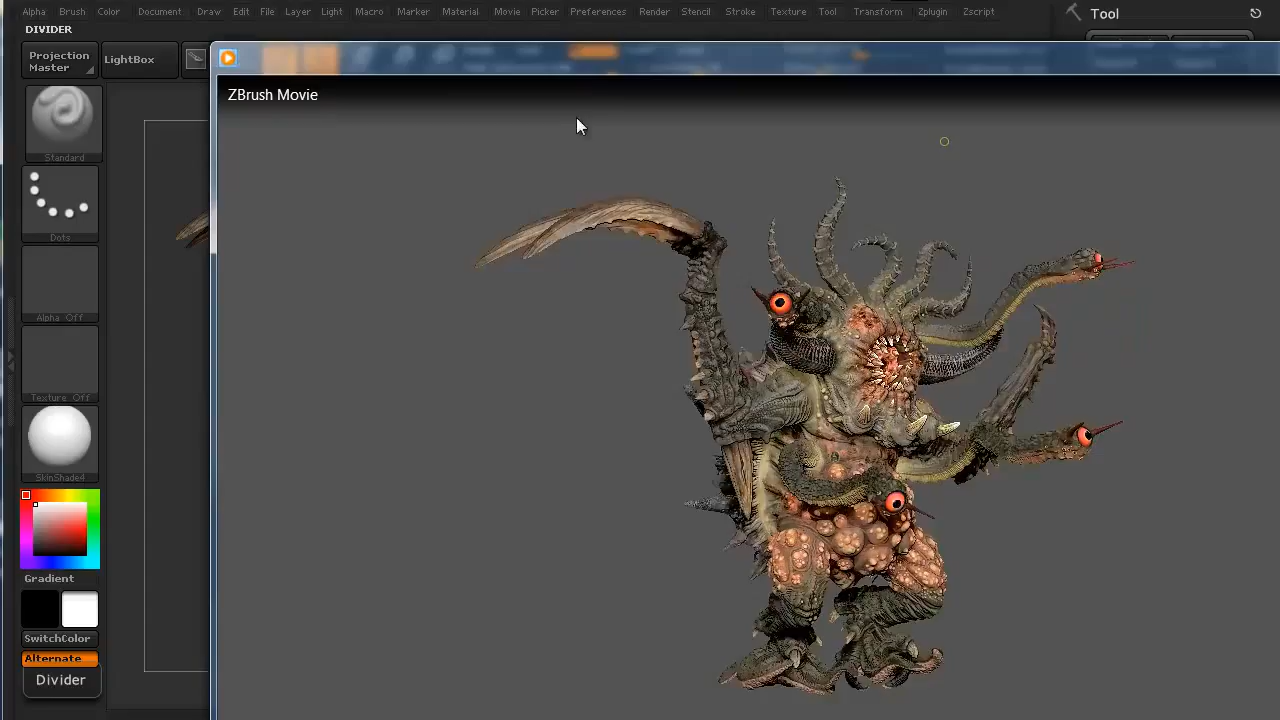 Alpha Brush Color Document Draw Edit File Layer Light Macro Marker Material Movie Picker Preferences Render Stencil Stroke Texture Tool Transform Zplugin Zscript
Tool
DIVIDER
Projection
Master
LightBox
ZBrush Movie
Standard
Dots
Alpha Off
Texture Off
SkinShade4
Gradient
SwitchColor
Alternate
Divider